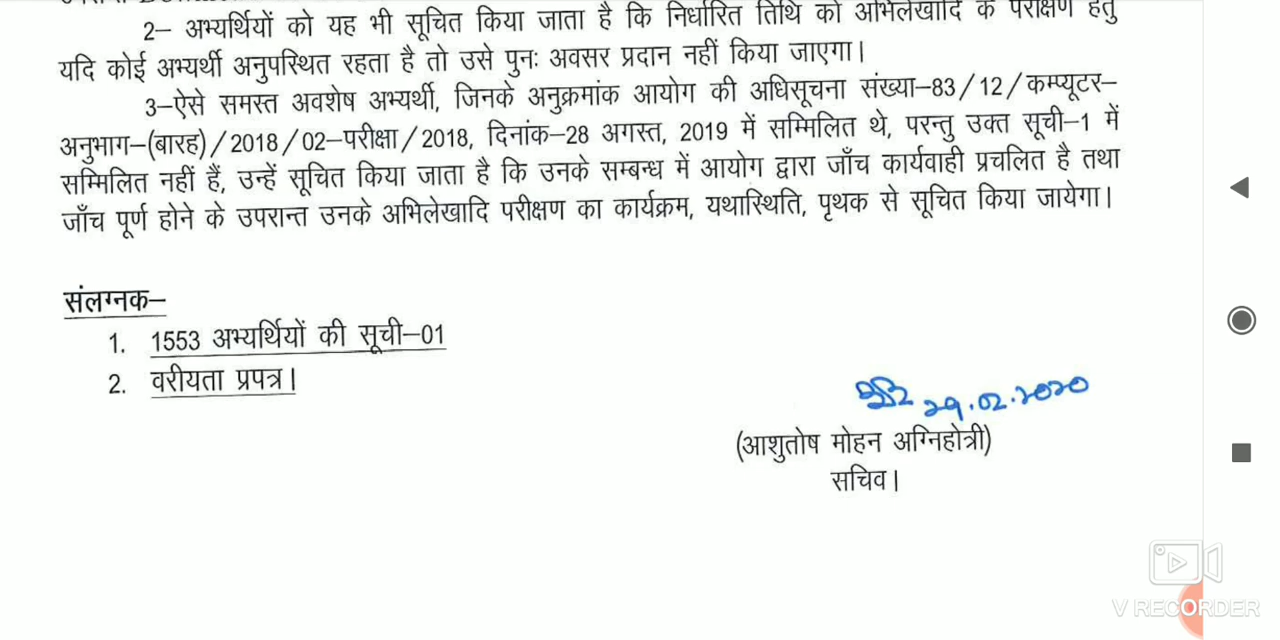 2– अभ्यर्थियों को यह भी सूचित किया जाता है कि निर्धारित तिथि को अभिलेखादि के परीक्षण हेतु
यदि कोई अभ्यर्थी अनुपस्थित रहता है तो उसे पुनः अवसर प्रदान नहीं किया जाएगा।
3–ऐसे समस्त अवशेष अभ्यर्थी, जिनके अनुक्रमांक आयोग की अधिसूचना संख्या–83/12/कम्प्यूटर–
अनुभाग–(बारह)/2018/02–परीक्षा/2018, दिनांक–28 अगस्त, 2019 में सम्मिलित थे, परन्तु उक्त सूची–1 में
सम्मिलित नहीं हैं, उन्हें सूचित किया जाता है कि उनके सम्बन्ध में आयोग द्वारा जाँच कार्यवाही प्रचलित है तथा
जाँच पूर्ण होने के उपरान्त उनके अभिलेखादि परीक्षण का कार्यक्रम, यथास्थिति, पृथक से सूचित किया जायेगा।
संलग्नक–
1. 1553 अभ्यर्थियों की सूची–01
2. वरीयता प्रपत्र।
29.02.2020
(आशुतोष मोहन अग्निहोत्री)
सचिव।
V RECORDER